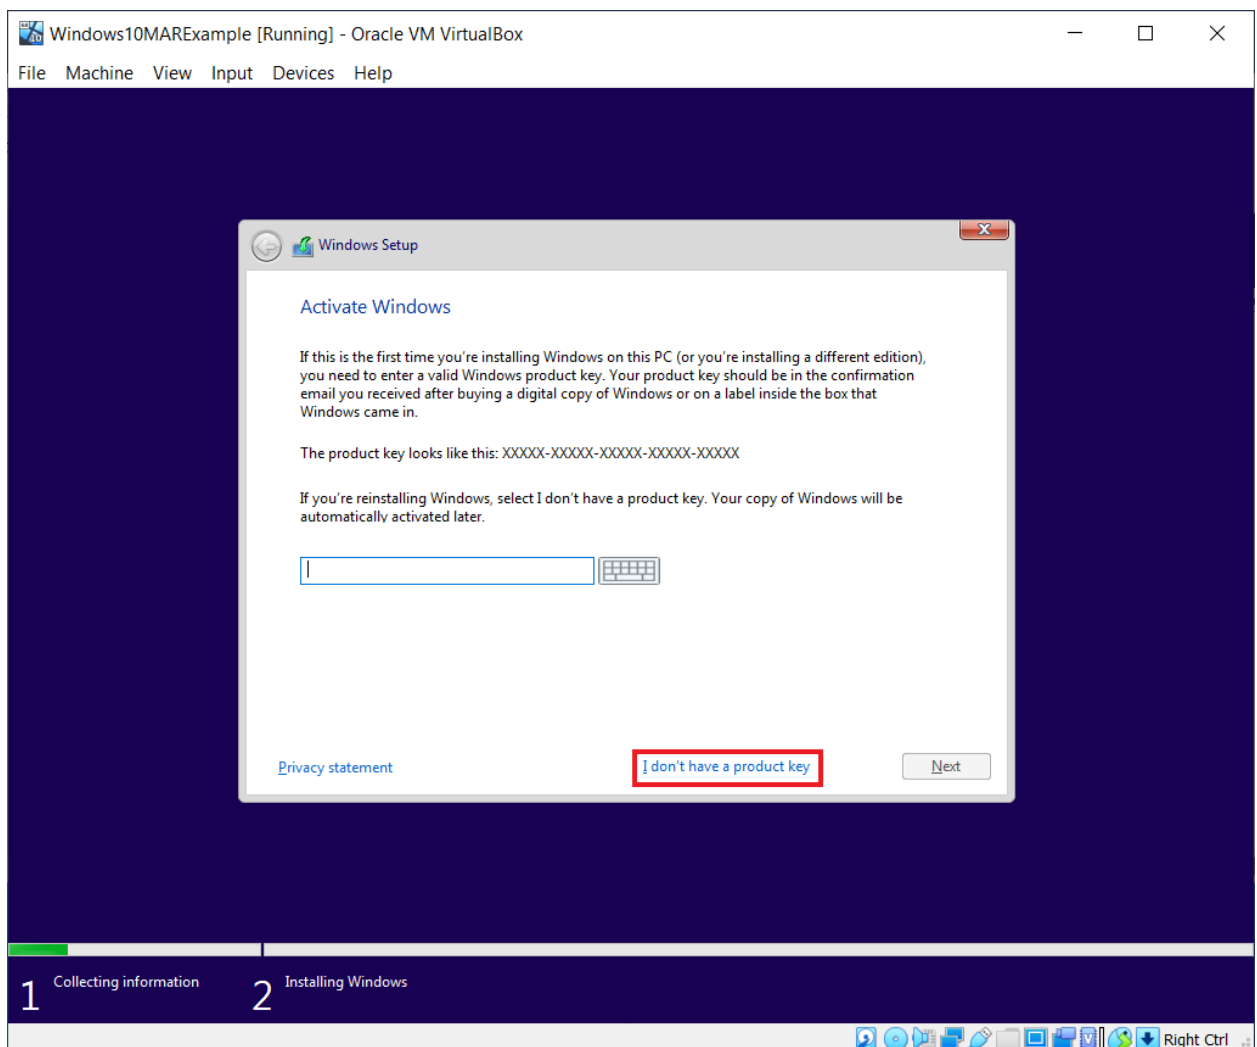 Windows10MARExample [Running] - Oracle VM VirtualBox
File Machine View Input Devices Help
Windows Setup
Activate Windows
If this is the first time you're installing Windows on this PC (or you're installing a different edition),
you need to enter a valid Windows product key. Your product key should be in the confirmation
email you received after buying a digital copy of Windows or on a label inside the box that
Windows came in.
The product key looks like this: XXXXX-XXXXX-XXXXX-XXXXX-XXXXX
If you're reinstalling Windows, select I don't have a product key. Your copy of Windows will be
automatically activated later.
Privacy statement I don't have a product key Next
1 Collecting information 2 Installing Windows
Right Ctrl